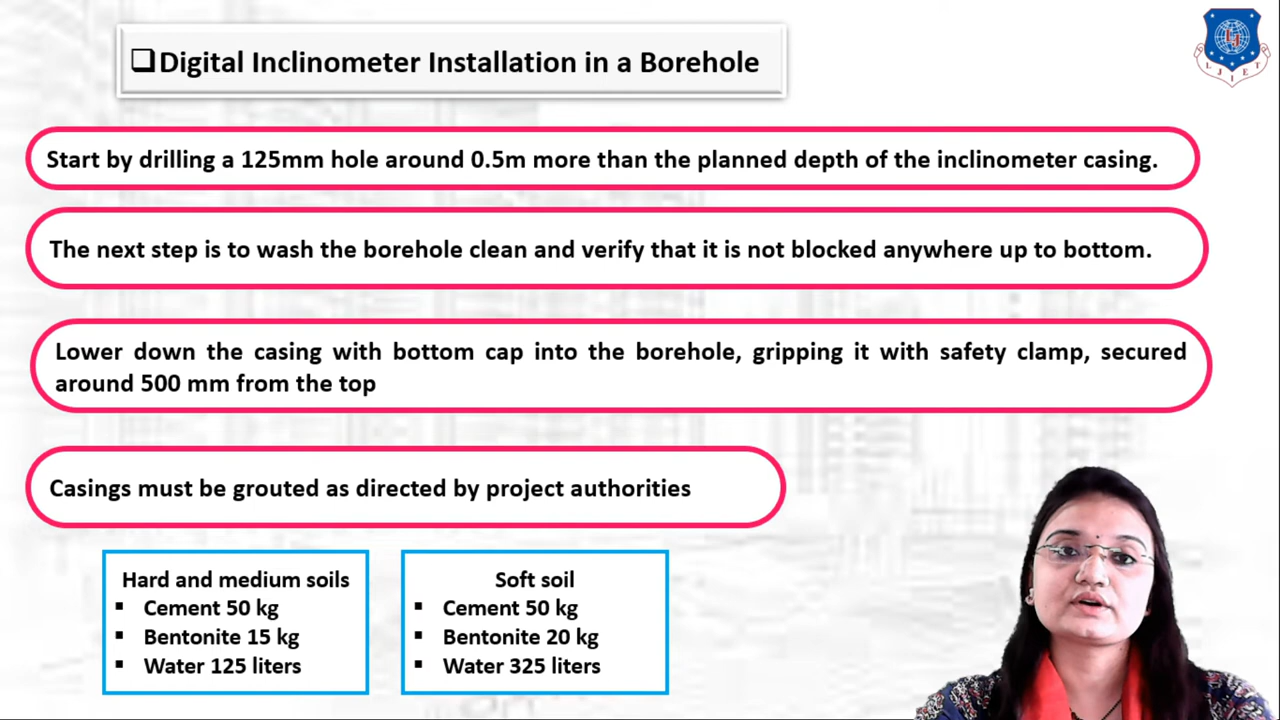 ❑Digital Inclinometer Installation in a Borehole
LJIET
Start by drilling a 125mm hole around 0.5m more than the planned depth of the inclinometer casing.
The next step is to wash the borehole clean and verify that it is not blocked anywhere up to bottom.
Lower down the casing with bottom cap into the borehole, gripping it with safety clamp, secured
around 500 mm from the top
Casings must be grouted as directed by project authorities
Hard and medium soils
▪ Cement 50 kg
▪ Bentonite 15 kg
▪ Water 125 liters
Soft soil
▪ Cement 50 kg
▪ Bentonite 20 kg
▪ Water 325 liters